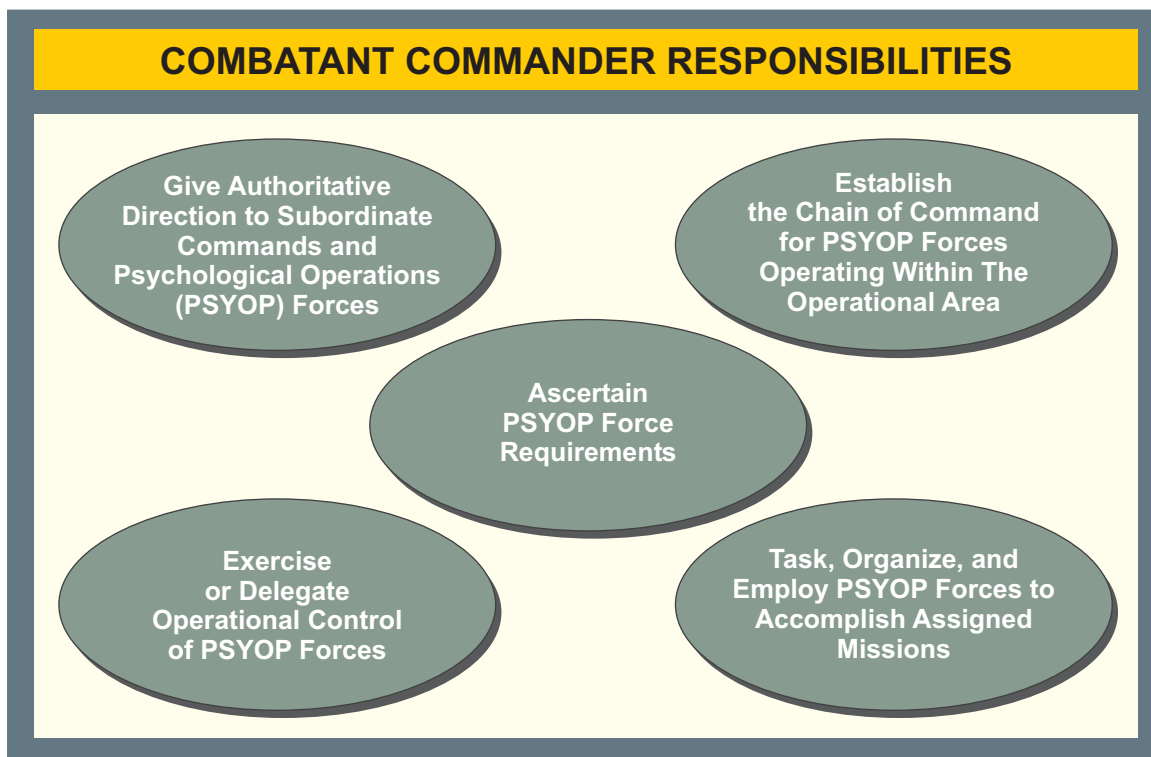 COMBATANT COMMANDER RESPONSIBILITIES
Give Authoritative
Direction to Subordinate
Commands and
Psychological Operations
(PSYOP) Forces
Establish
the Chain of Command
for PSYOP Forces
Operating Within The
Operational Area
Ascertain
PSYOP Force
Requirements
Exercise
or Delegate
Operational Control
of PSYOP Forces
Task, Organize, and
Employ PSYOP Forces to
Accomplish Assigned
Missions